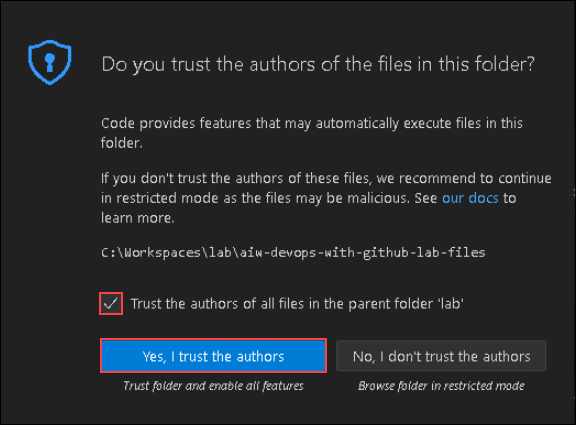 Do you trust the authors of the files in this folder?
Code provides features that may automatically execute files in this
folder.
If you don't trust the authors of these files, we recommend to continue
in restricted mode as the files may be malicious. See our docs to
learn more.
C:\Workspaces\lab\aiw-devops-with-github-lab-files
Trust the authors of all files in the parent folder 'lab'
Yes, I trust the authors
No, I don't trust the authors
Trust folder and enable all features
Browse folder in restricted mode